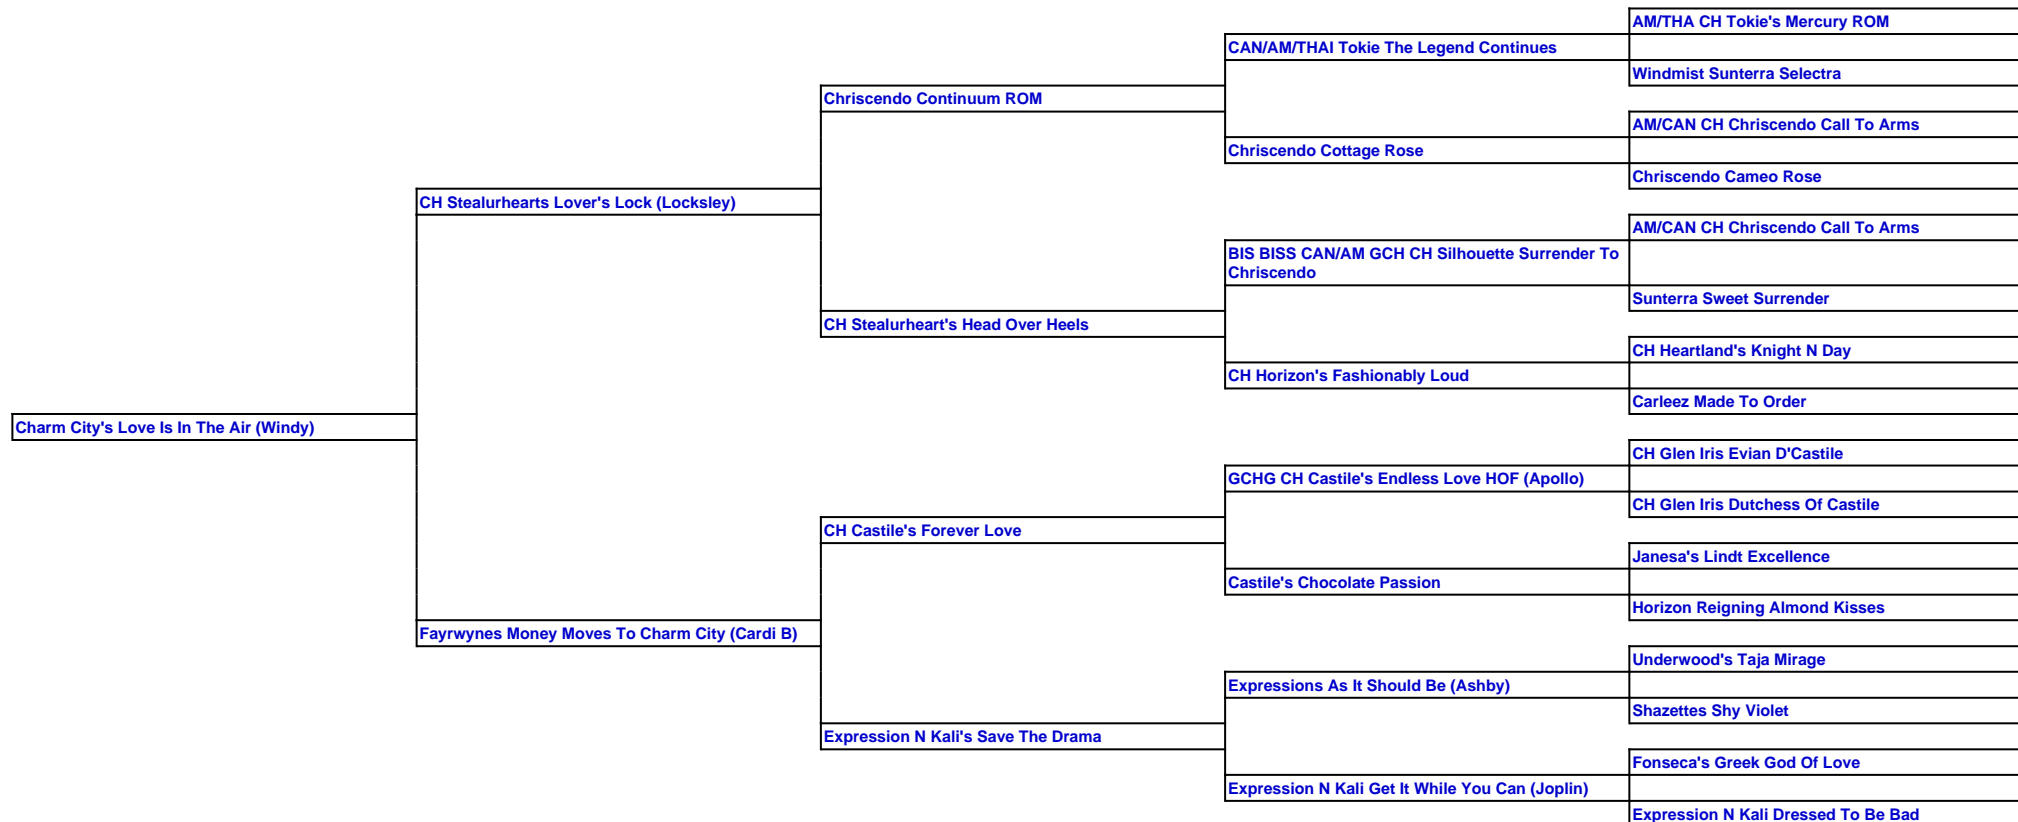 AM/THA CH Tokie's Mercury ROM
CAN/AM/THAI Tokie The Legend Continues
Windmist Sunterra Selectra
Chriscendo Continuum ROM
AM/CAN CH Chriscendo Call To Arms
Chriscendo Cottage Rose
Chriscendo Cameo Rose
CH Stealurhearts Lover's Lock (Locksley)
AM/CAN CH Chriscendo Call To Arms
BIS BISS CAN/AM GCH CH Silhouette Surrender To
Chriscendo
Sunterra Sweet Surrender
CH Stealurheart's Head Over Heels
CH Heartland's Knight N Day
CH Horizon's Fashionably Loud
Carleez Made To Order
Charm City's Love Is In The Air (Windy)
CH Glen Iris Evian D'Castile
GCHG CH Castile's Endless Love HOF (Apollo)
CH Glen Iris Dutchess Of Castile
CH Castile's Forever Love
Janesa's Lindt Excellence
Castile's Chocolate Passion
Horizon Reigning Almond Kisses
Fayrwynes Money Moves To Charm City (Cardi B)
Underwood's Taja Mirage
Expressions As It Should Be (Ashby)
Shazettes Shy Violet
Expression N Kali's Save The Drama
Fonseca's Greek God Of Love
Expression N Kali Get It While You Can (Joplin)
Expression N Kali Dressed To Be Bad